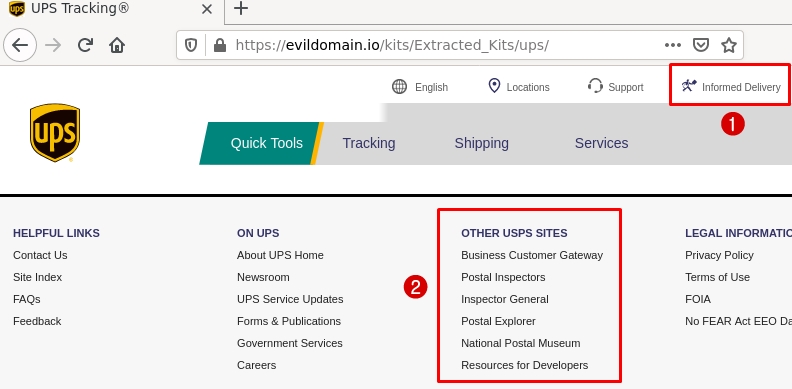 UPS Tracking®
https://evildomain.io/kits/Extracted_Kits/ups/
English Locations Support Informed Delivery
1
ups
Quick Tools Tracking Shipping Services
HELPFUL LINKS
Contact Us
Site Index
FAQs
Feedback
ON UPS
About UPS Home
Newsroom
UPS Service Updates
Forms & Publications
Government Services
Careers
2
OTHER USPS SITES
Business Customer Gateway
Postal Inspectors
Inspector General
Postal Explorer
National Postal Museum
Resources for Developers
LEGAL INFORMATIO
Privacy Policy
Terms of Use
FOIA
No FEAR Act EEO Da